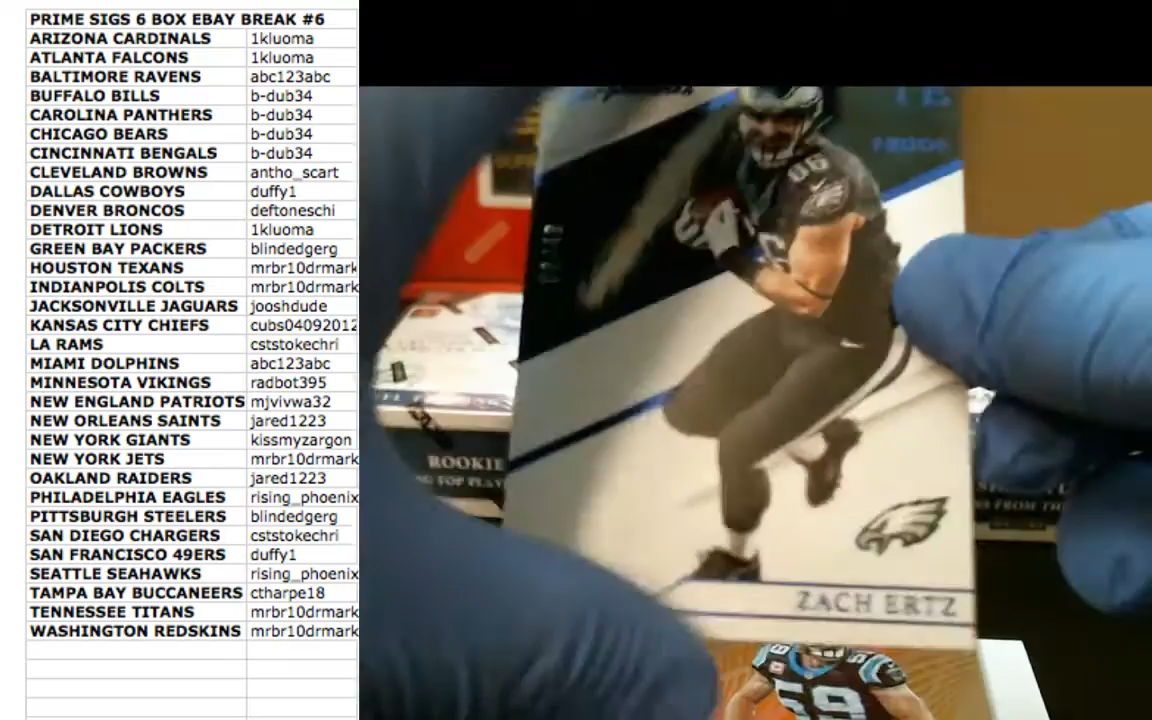 PRIME SIGS 6 BOX EBAY BREAK #6
ARIZONA CARDINALS 1kluoma
ATLANTA FALCONS 1kluoma
BALTIMORE RAVENS abc123abc
BUFFALO BILLS b-dub34
CAROLINA PANTHERS b-dub34
CHICAGO BEARS b-dub34
CINCINNATI BENGALS b-dub34
CLEVELAND BROWNS antho_scart
DALLAS COWBOYS duffy1
DENVER BRONCOS deftoneschi
DETROIT LIONS 1kluoma
GREEN BAY PACKERS blindedgerg
HOUSTON TEXANS mrbr10drmark
INDIANPOLIS COLTS mrbr10drmark
JACKSONVILLE JAGUARS jooshdude
KANSAS CITY CHIEFS cubs04092012
LA RAMS cststokechri
MIAMI DOLPHINS abc123abc
MINNESOTA VIKINGS radbot395
NEW ENGLAND PATRIOTS mjvivwa32
NEW ORLEANS SAINTS jared1223
NEW YORK GIANTS kissmyzargon
NEW YORK JETS mrbr10drmark
OAKLAND RAIDERS jared1223
PHILADELPHIA EAGLES rising_phoenix
PITTSBURGH STEELERS blindedgerg
SAN DIEGO CHARGERS cststokechri
SAN FRANCISCO 49ERS duffy1
SEATTLE SEAHAWKS rising_phoenix
TAMPA BAY BUCCANEERS ctharpe18
TENNESSEE TITANS mrbr10drmark
WASHINGTON REDSKINS mrbr10drmark
86
ROOKIE
ZACH ERTZ
59
59